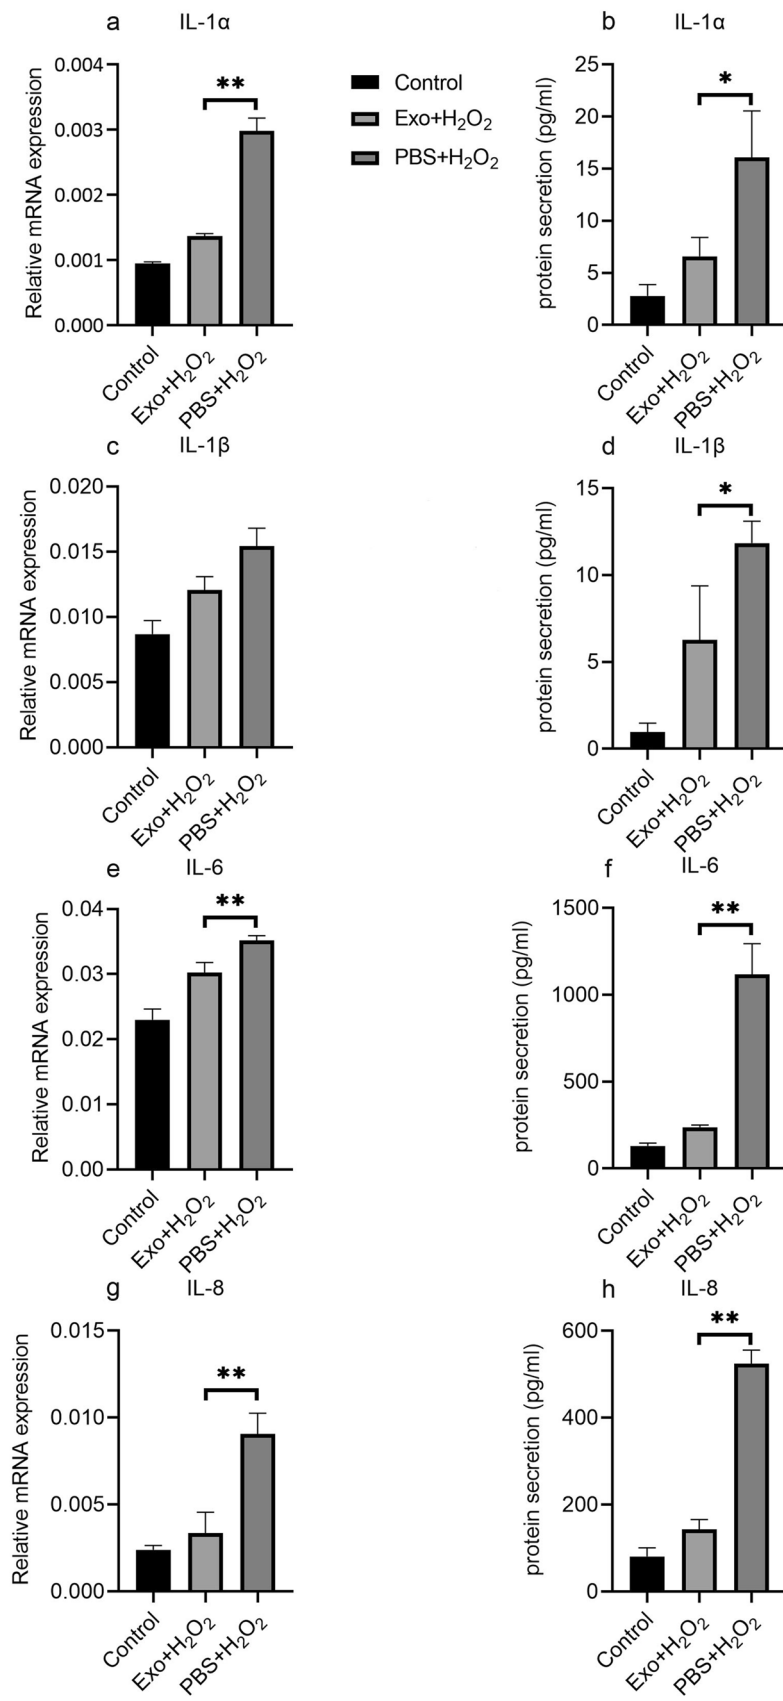 a IL-1α
Relative mRNA expression
0.004
0.003
0.002
0.001
0.000
**
Control
Exo+H₂O₂
PBS+H₂O₂
Control
Exo+H₂O₂
PBS+H₂O₂
b IL-1α
protein secretion (pg/ml)
25
20
15
10
5
0
*
Control
Exo+H₂O₂
PBS+H₂O₂
c IL-1β
Relative mRNA expression
0.020
0.015
0.010
0.005
0.000
Control
Exo+H₂O₂
PBS+H₂O₂
d IL-1β
protein secretion (pg/ml)
15
10
5
0
*
Control
Exo+H₂O₂
PBS+H₂O₂
e IL-6
Relative mRNA expression
0.04
0.03
0.02
0.01
0.00
**
Control
Exo+H₂O₂
PBS+H₂O₂
f IL-6
protein secretion (pg/ml)
1500
1000
500
0
**
Control
Exo+H₂O₂
PBS+H₂O₂
g IL-8
Relative mRNA expression
0.015
0.010
0.005
0.000
**
Control
Exo+H₂O₂
PBS+H₂O₂
h IL-8
protein secretion (pg/ml)
600
400
200
0
**
Control
Exo+H₂O₂
PBS+H₂O₂